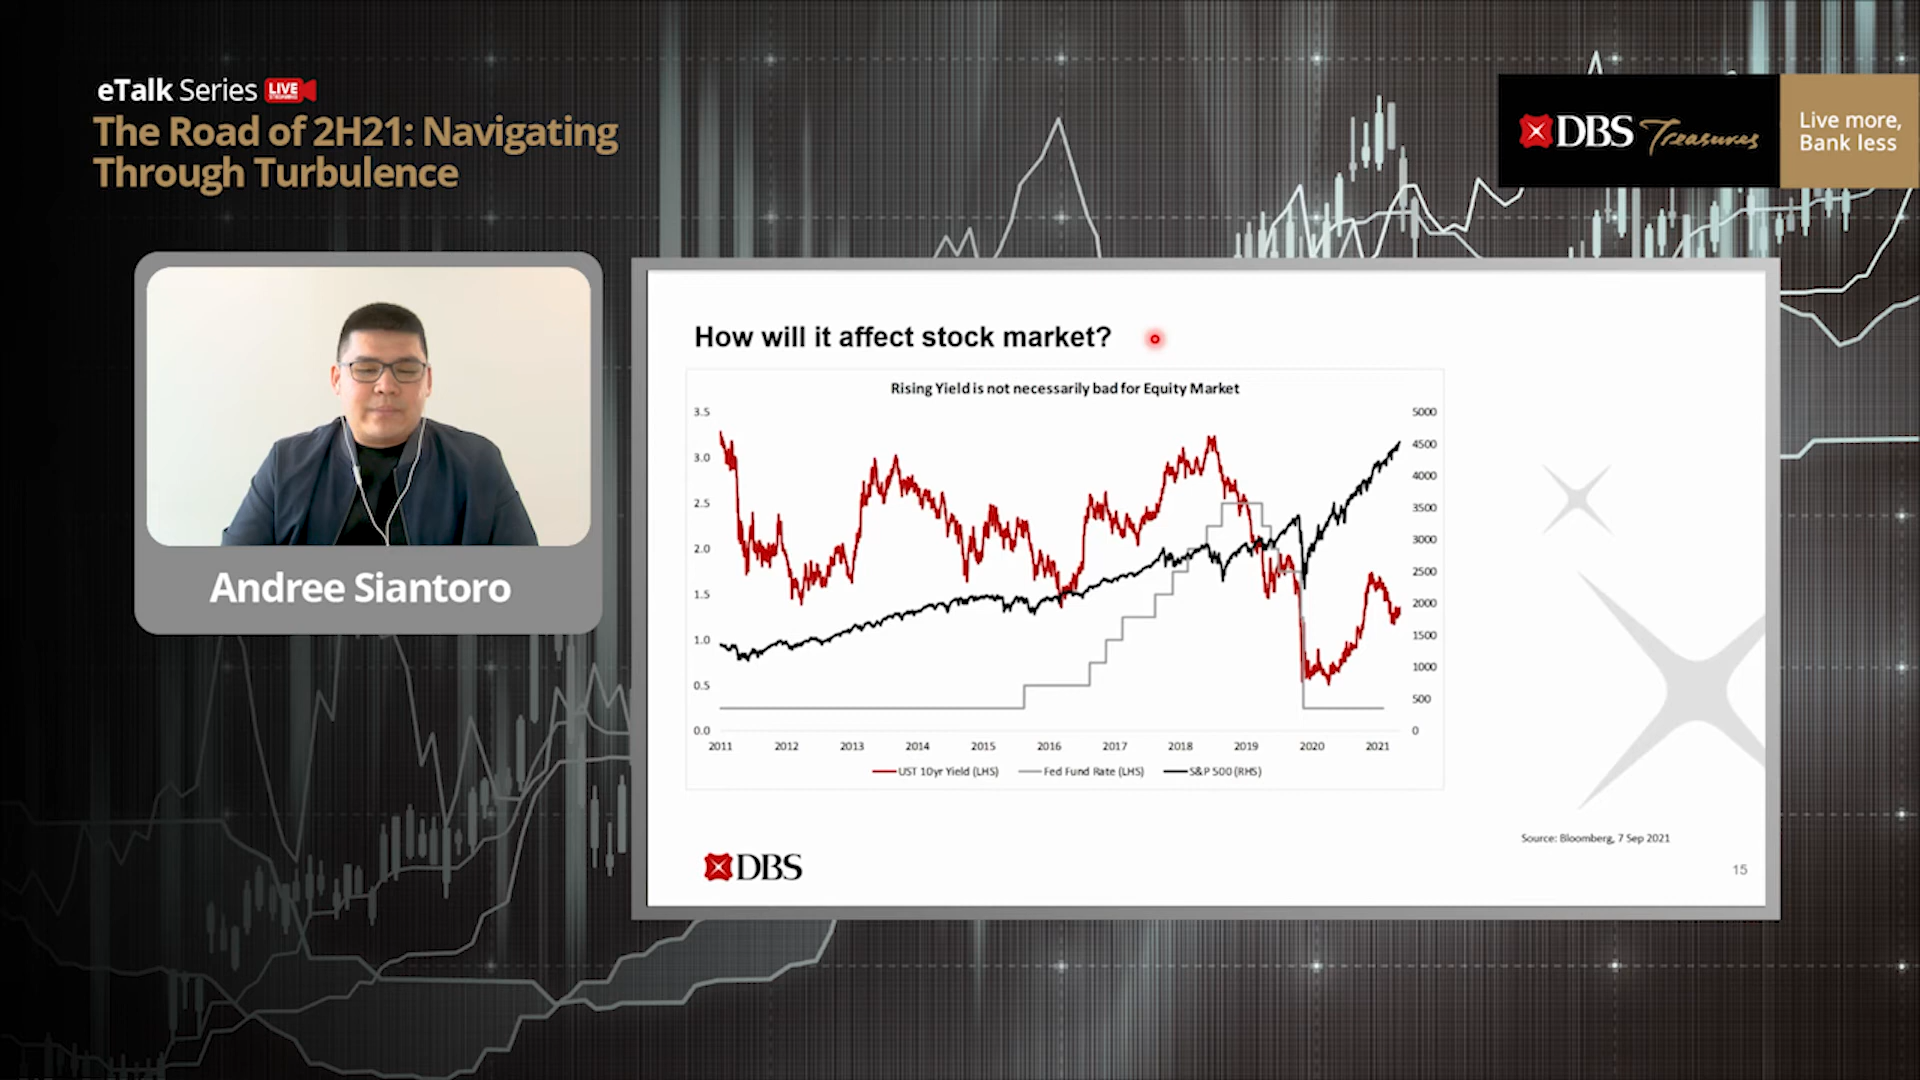 eTalk Series LIVE
The Road of 2H21: Navigating
Through Turbulence
DBS Treasures
Live more,
Bank less
Andree Siantoro
How will it affect stock market?
Rising Yield is not necessarily bad for Equity Market
3.5
3.0
2.5
2.0
1.5
1.0
0.5
0.0
5000
4500
4000
3500
3000
2500
2000
1500
1000
500
0
2011 2012 2013 2014 2015 2016 2017 2018 2019 2020 2021
UST 10yr Yield (LHS) Fed Fund Rate (LHS) S&P 500 (RHS)
Source: Bloomberg, 7 Sep 2021
DBS
15